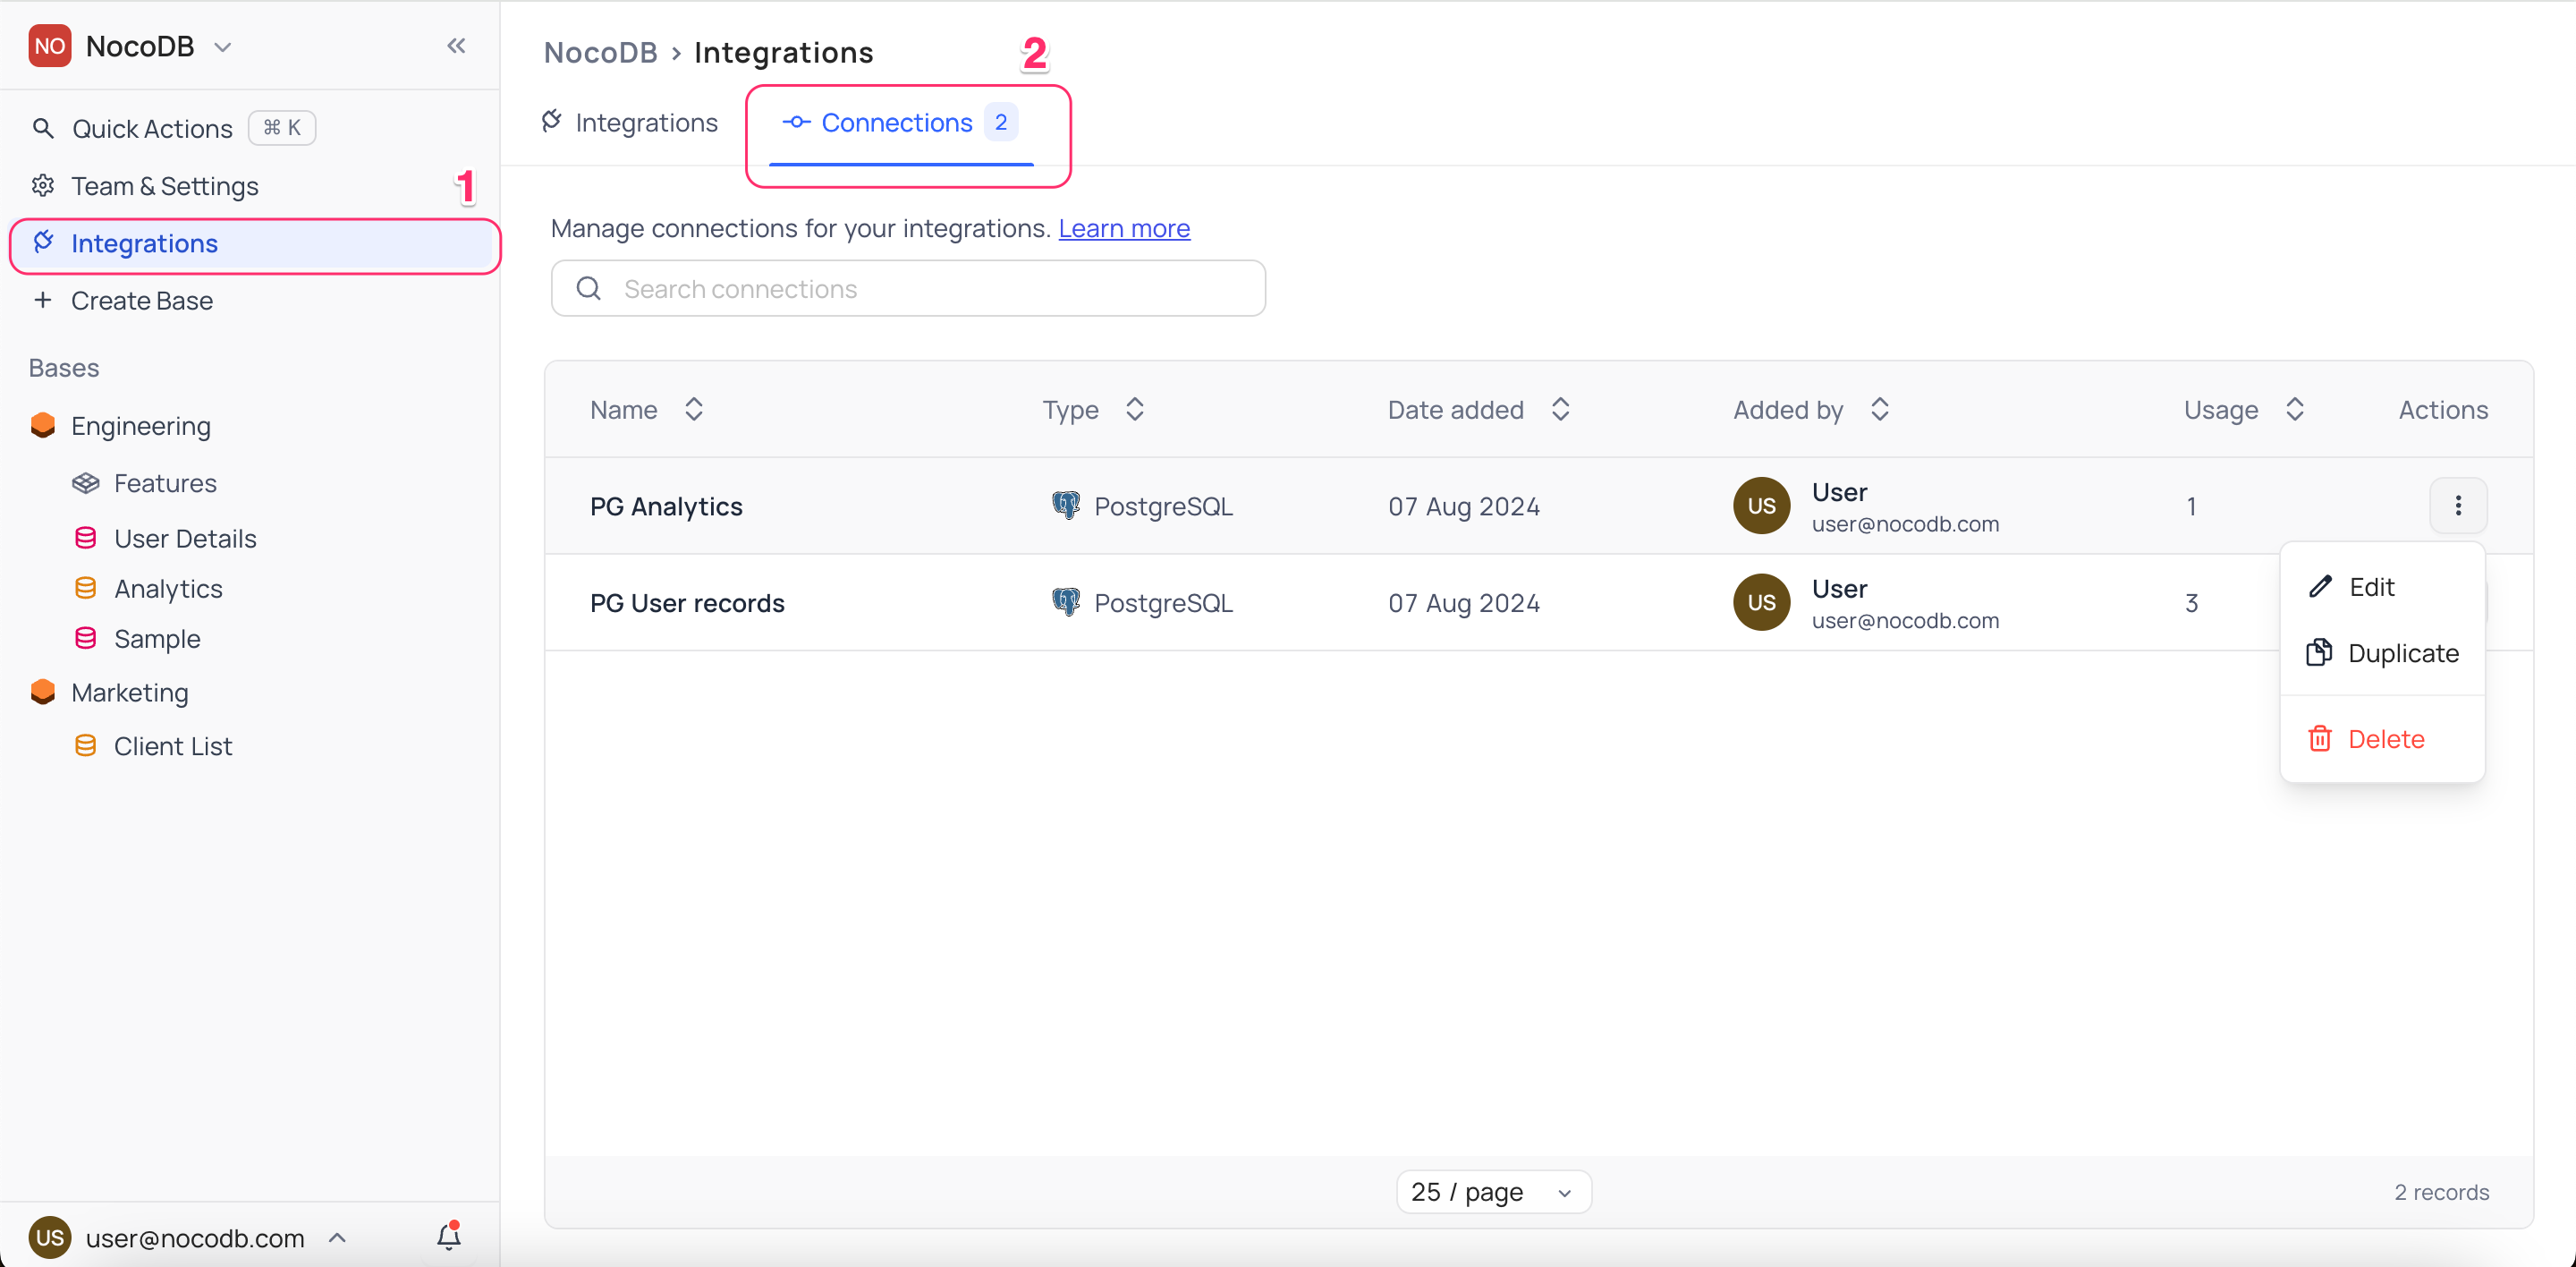 NO NocoDB
Quick Actions ⌘ K
Team & Settings
1
Integrations
Create Base
Bases
Engineering
Features
User Details
Analytics
Sample
Marketing
Client List
US user@nocodb.com
NocoDB › Integrations
2
Integrations
Connections 2
Manage connections for your integrations. Learn more
Search connections
Name Type Date added Added by Usage Actions
PG Analytics PostgreSQL 07 Aug 2024 US User 1
user@nocodb.com
PG User records PostgreSQL 07 Aug 2024 US User 3
user@nocodb.com
Edit
Duplicate
Delete
25 / page
2 records